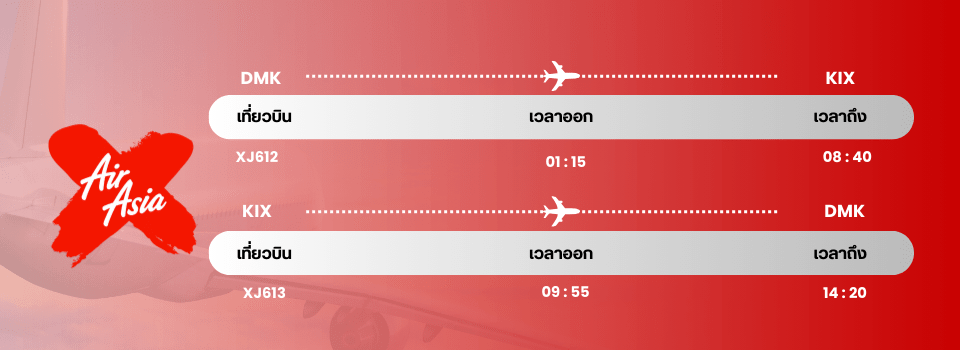 DMK KIX
เที่ยวบิน เวลาออก เวลาถึง
XJ612 01 : 15 08 : 40
Air
Asia
KIX DMK
เที่ยวบิน เวลาออก เวลาถึง
XJ613 09 : 55 14 : 20